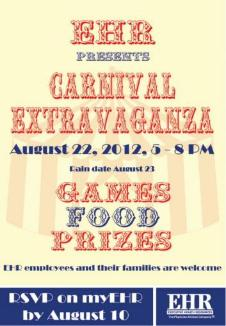 EHR
PRESENTS
CARNIVAL
EXTRAVAGANZA
August 22, 2012, 5 - 8 PM
Rain date August 23
GAMES
FOOD
PRIZES
EHR employees and their families are welcome
RSVP on myEHR
by August 10
EHR